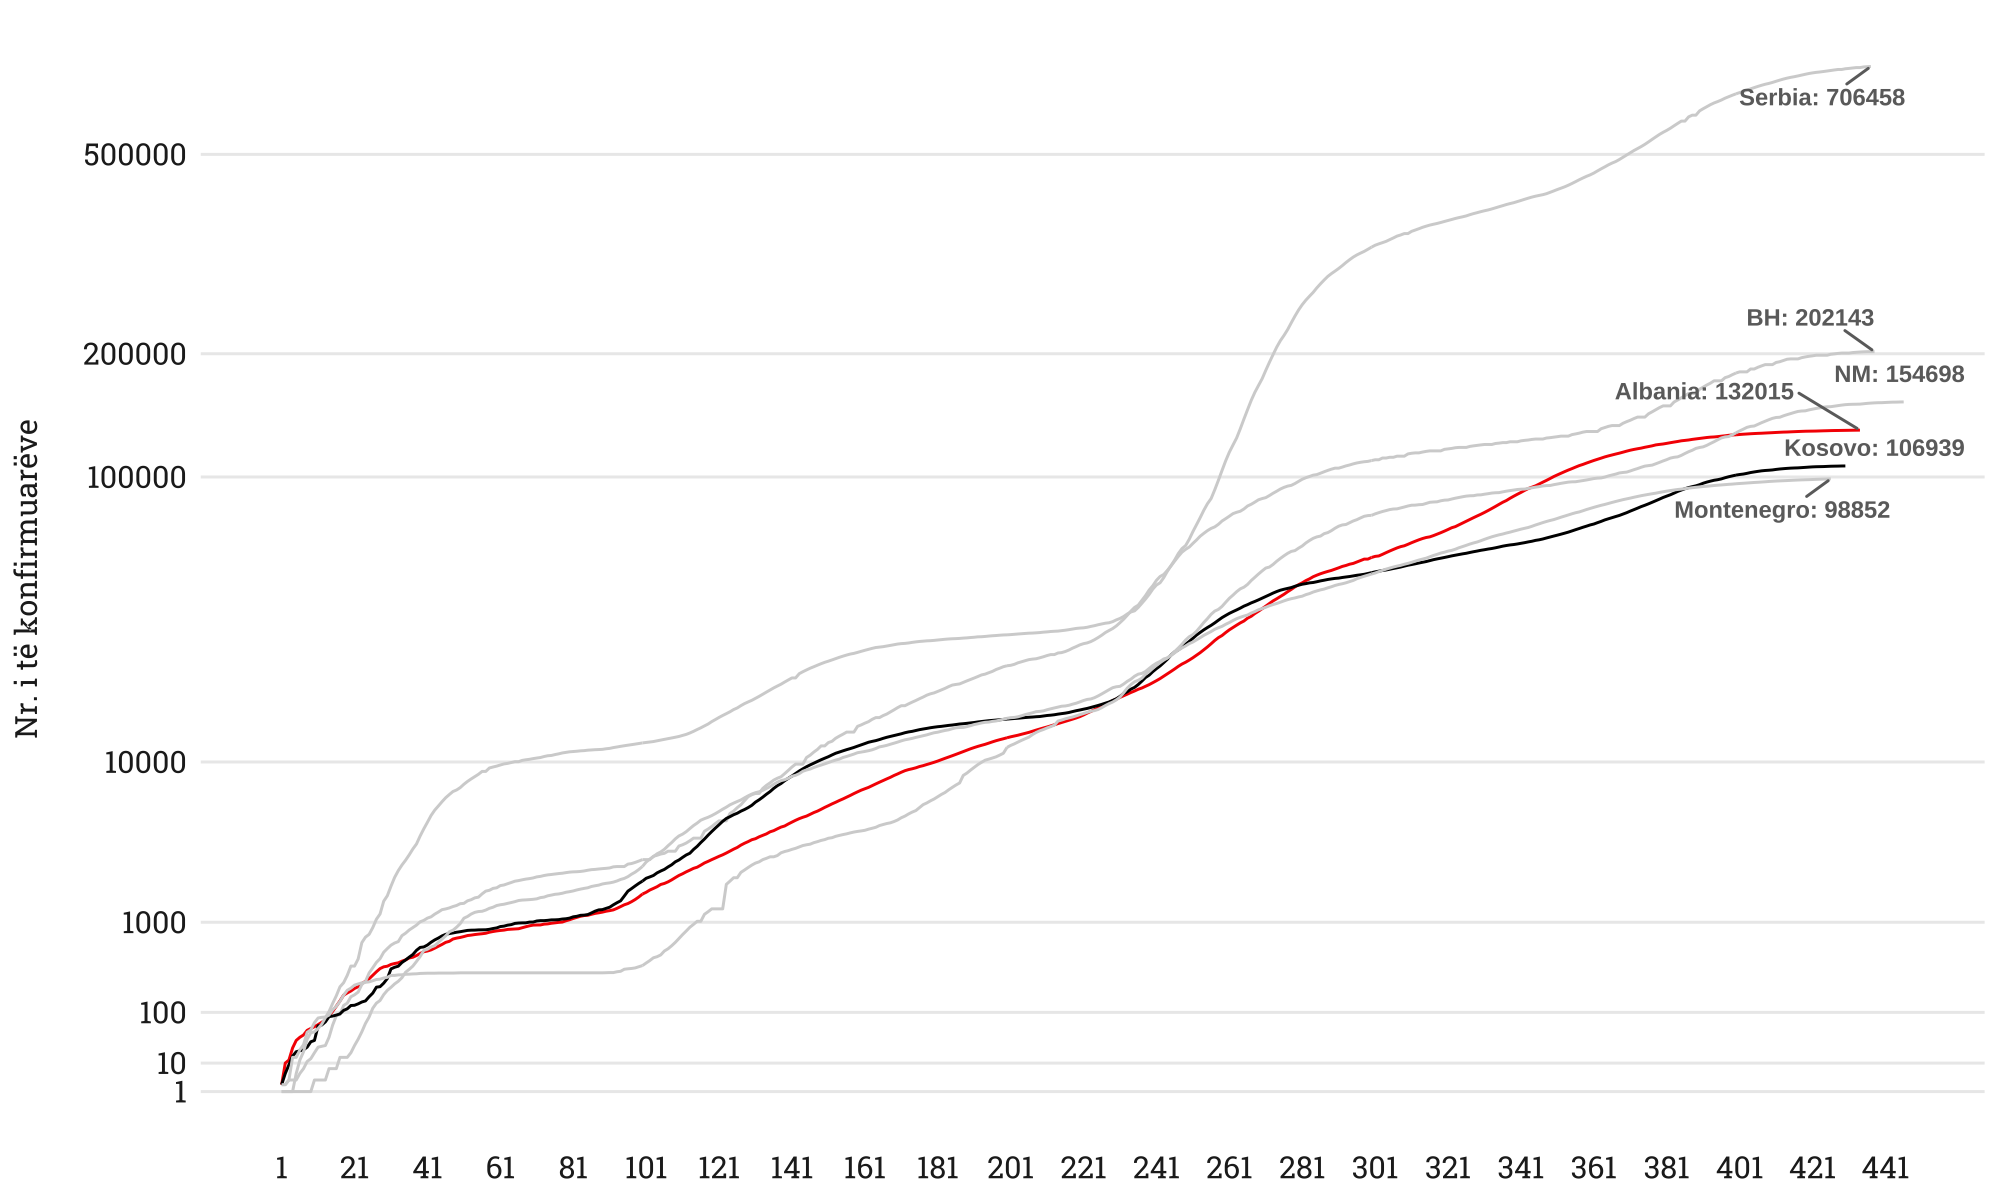 Serbia: 706458
500000
BH: 202143
200000
NM: 154698
Albania: 132015
Kosovo: 106939
100000
Montenegro: 98852
Nr. i të konfirmuarëve
10000
1000
100
10
1
1 21 41 61 81 101 121 141 161 181 201 221 241 261 281 301 321 341 361 381 401 421 441